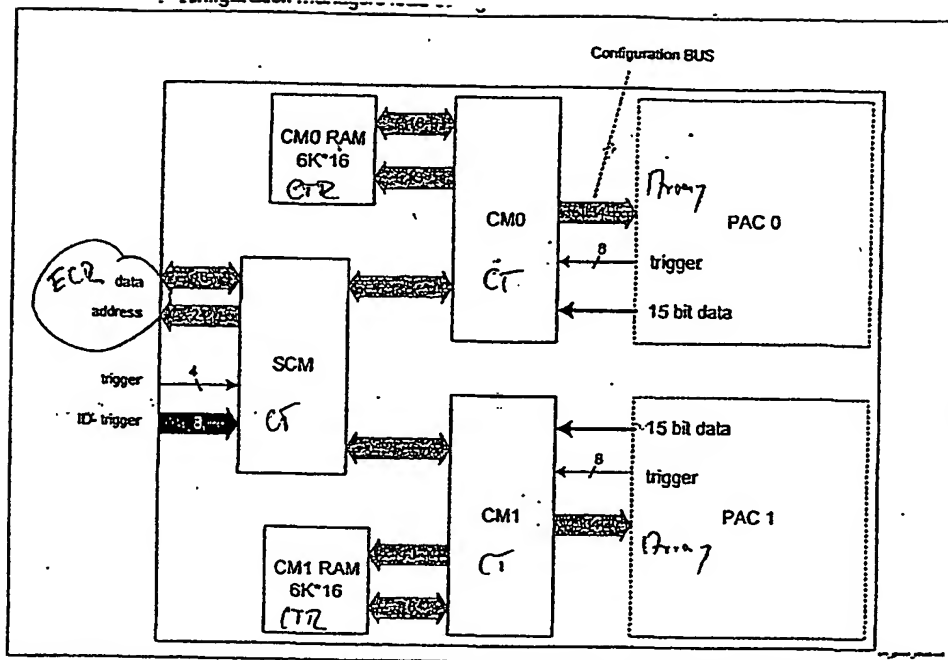 Configuration BUS
CM0 RAM
6K*16
CTR
CM0
CT
Array
PAC 0
8
trigger
15 bit data
ECR data
address
SCM
CT
trigger
4
ID- trigger
8
15 bit data
8
trigger
CM1
CT
PAC 1
Array
CM1 RAM
6K*16
CTR